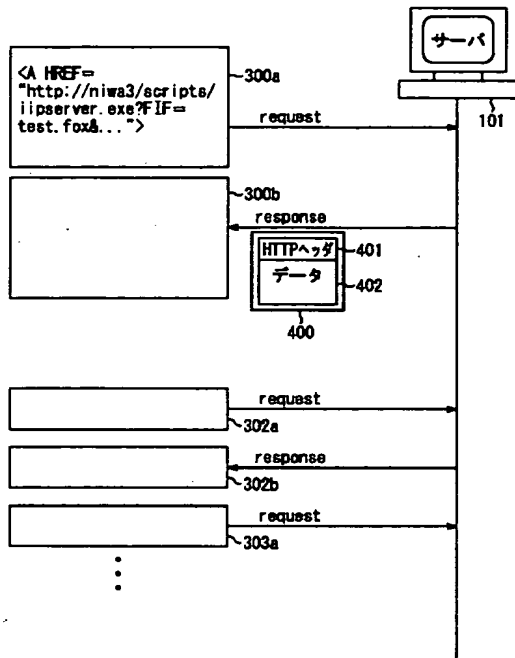 サーバ
<A HREF=
"http://niwa3/scripts/
iipserver.exe?FIF=
test.fox&...">
300a
request
101
300b
response
HTTPヘッダ
401
データ
402
400
request
302a
response
302b
request
303a